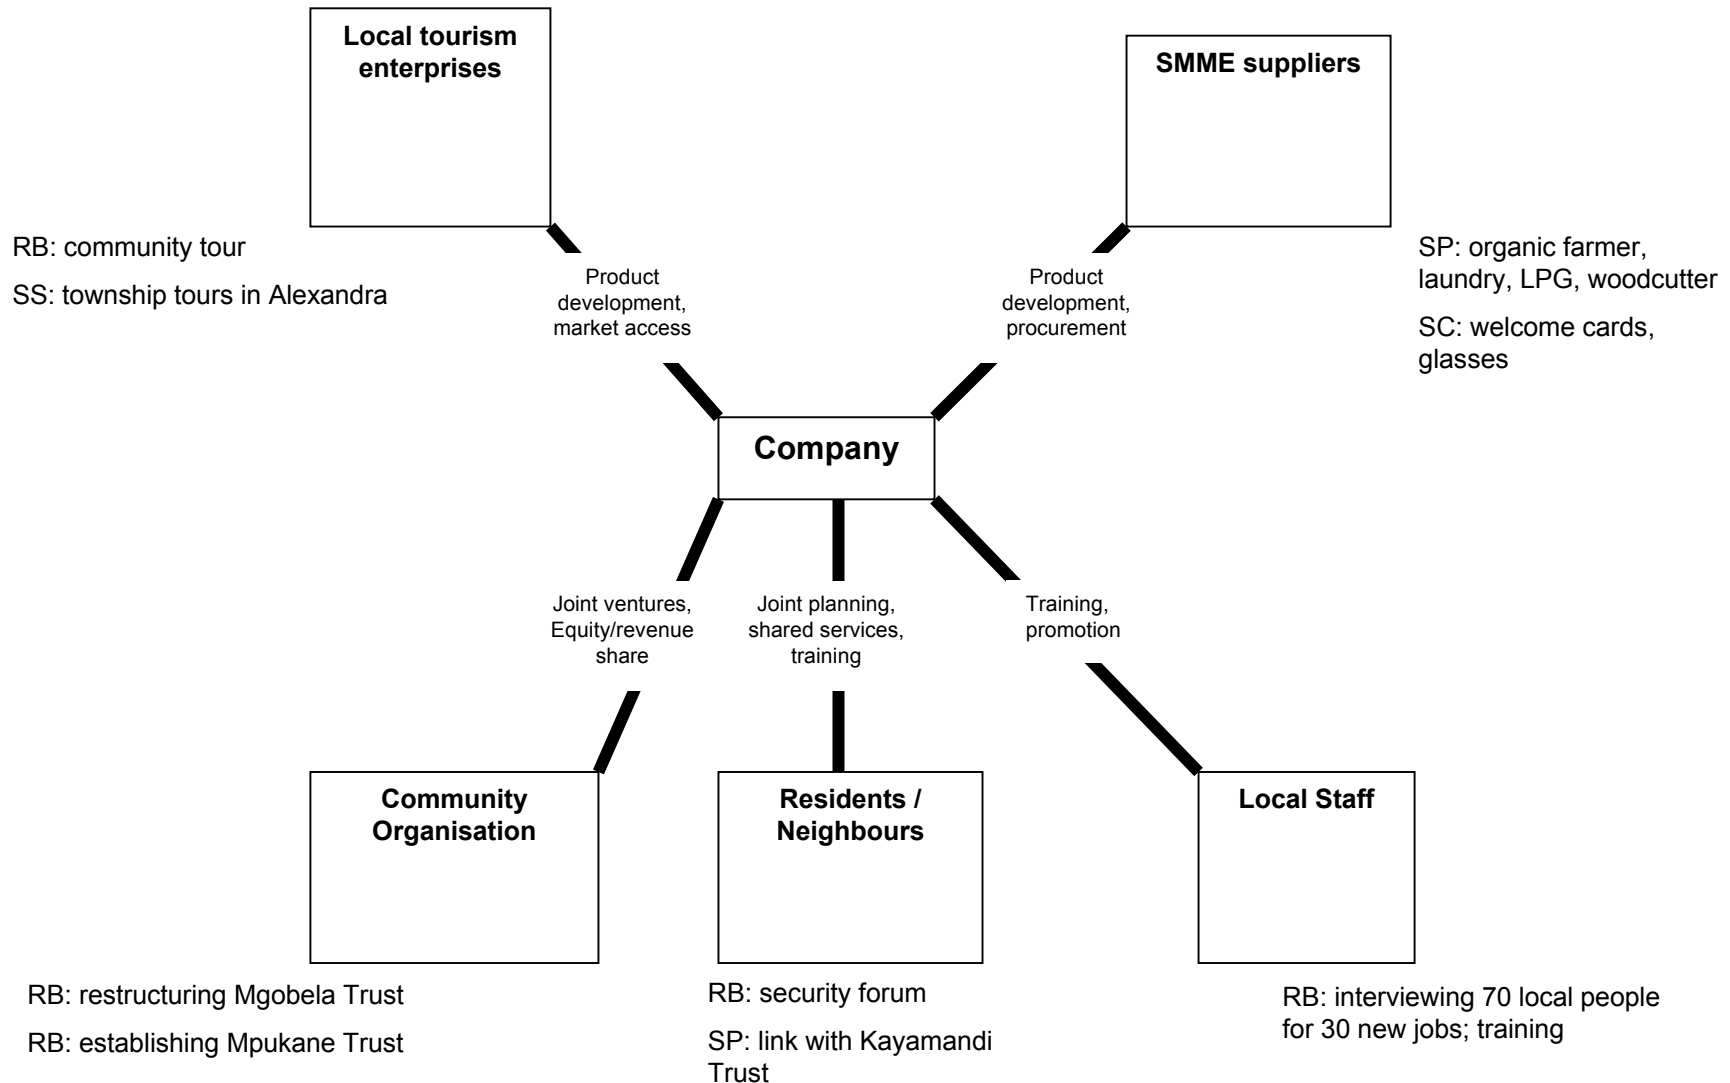 Local tourism
enterprises
SMME suppliers
RB: community tour
SS: township tours in Alexandra
Product
development,
market access
Product
development,
procurement
SP: organic farmer,
laundry, LPG, woodcutter
SC: welcome cards,
glasses
Company
Joint ventures,
Equity/revenue
share
Joint planning,
shared services,
training
Training,
promotion
Community
Organisation
Residents /
Neighbours
Local Staff
RB: restructuring Mgobela Trust
RB: establishing Mpukane Trust
RB: security forum
SP: link with Kayamandi
Trust
RB: interviewing 70 local people
for 30 new jobs; training